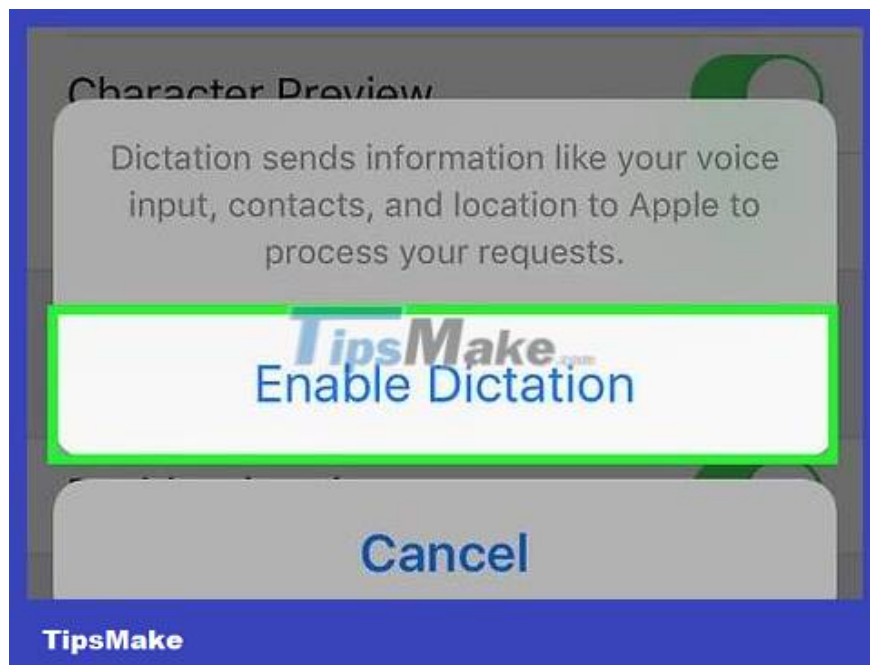 Character Preview
Dictation sends information like your voice
input, contacts, and location to Apple to
process your requests.
TipsMake.com
Enable Dictation
Cancel
TipsMake